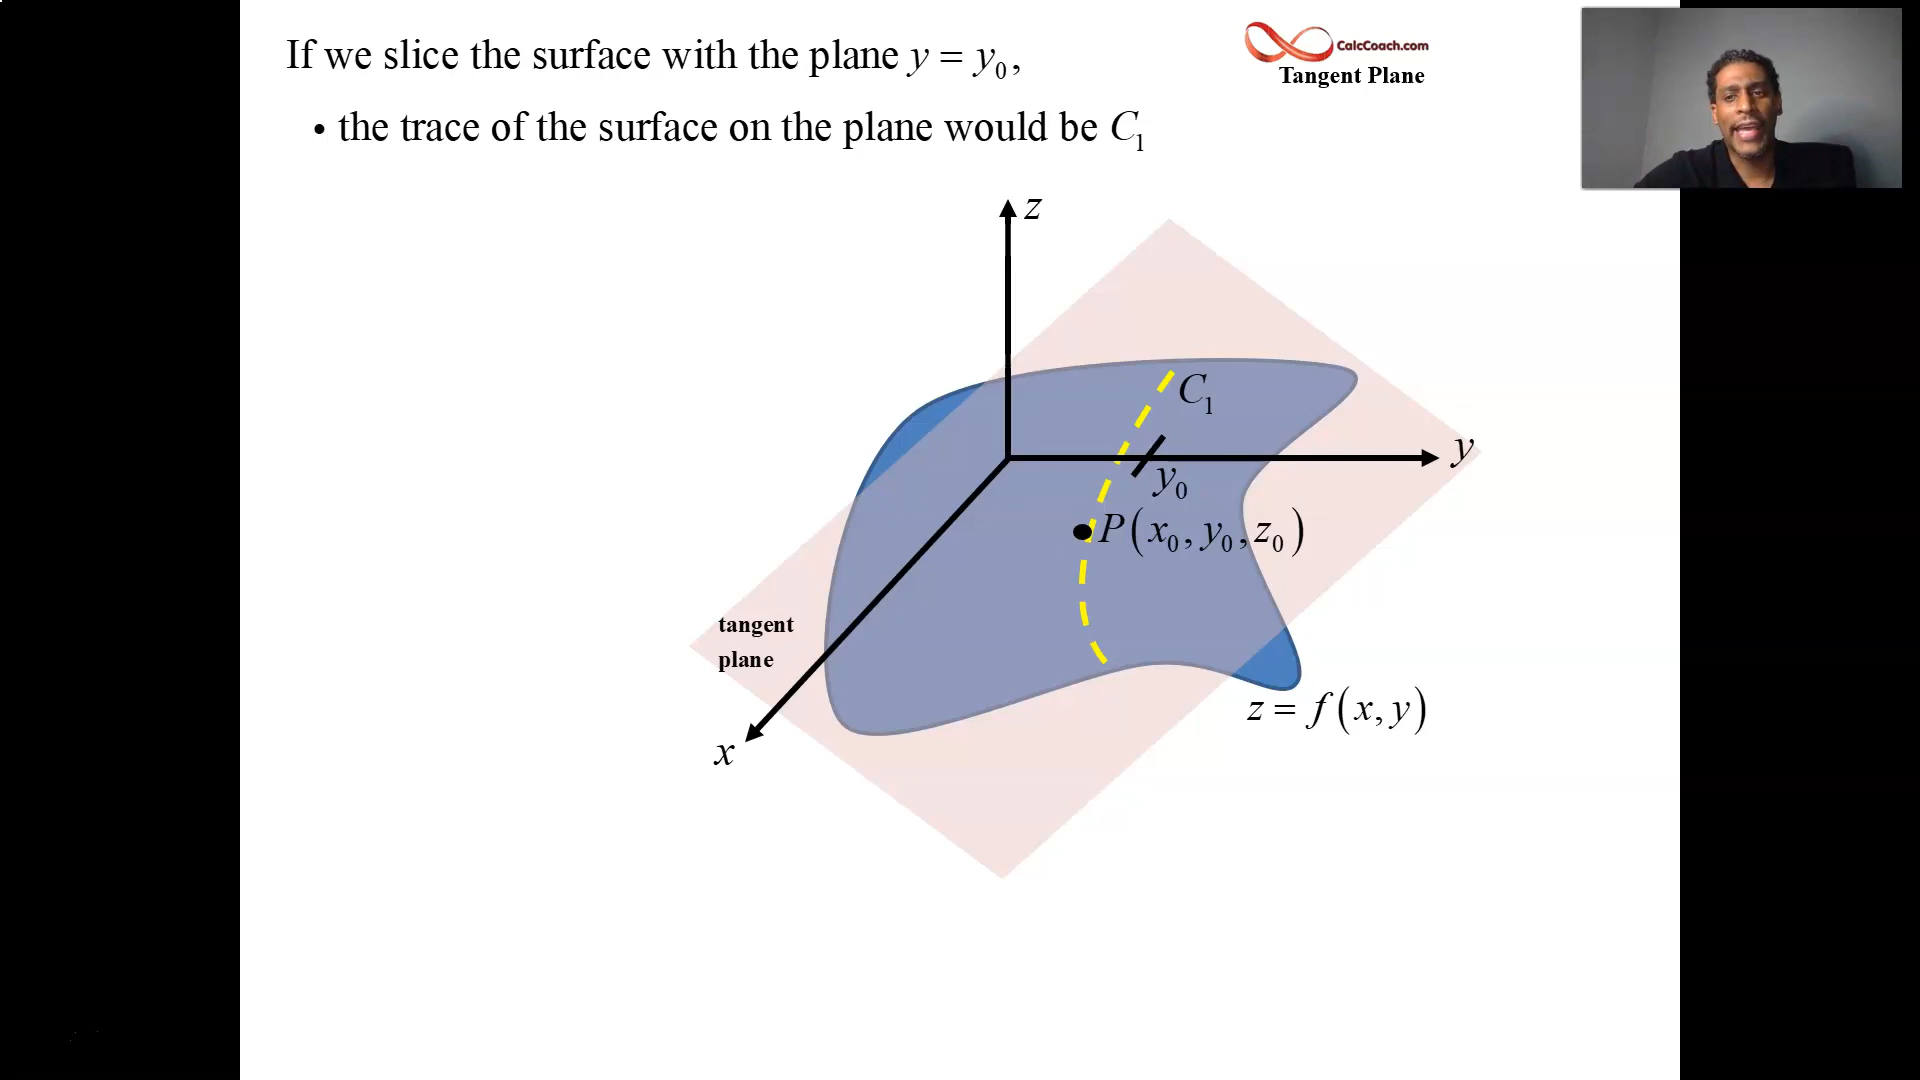 If we slice the surface with the plane y = y₀,
• the trace of the surface on the plane would be C₁
CalcCoach.com
Tangent Plane
z
C₁
y
y₀
P(x₀, y₀, z₀)
tangent
plane
z = f(x, y)
x